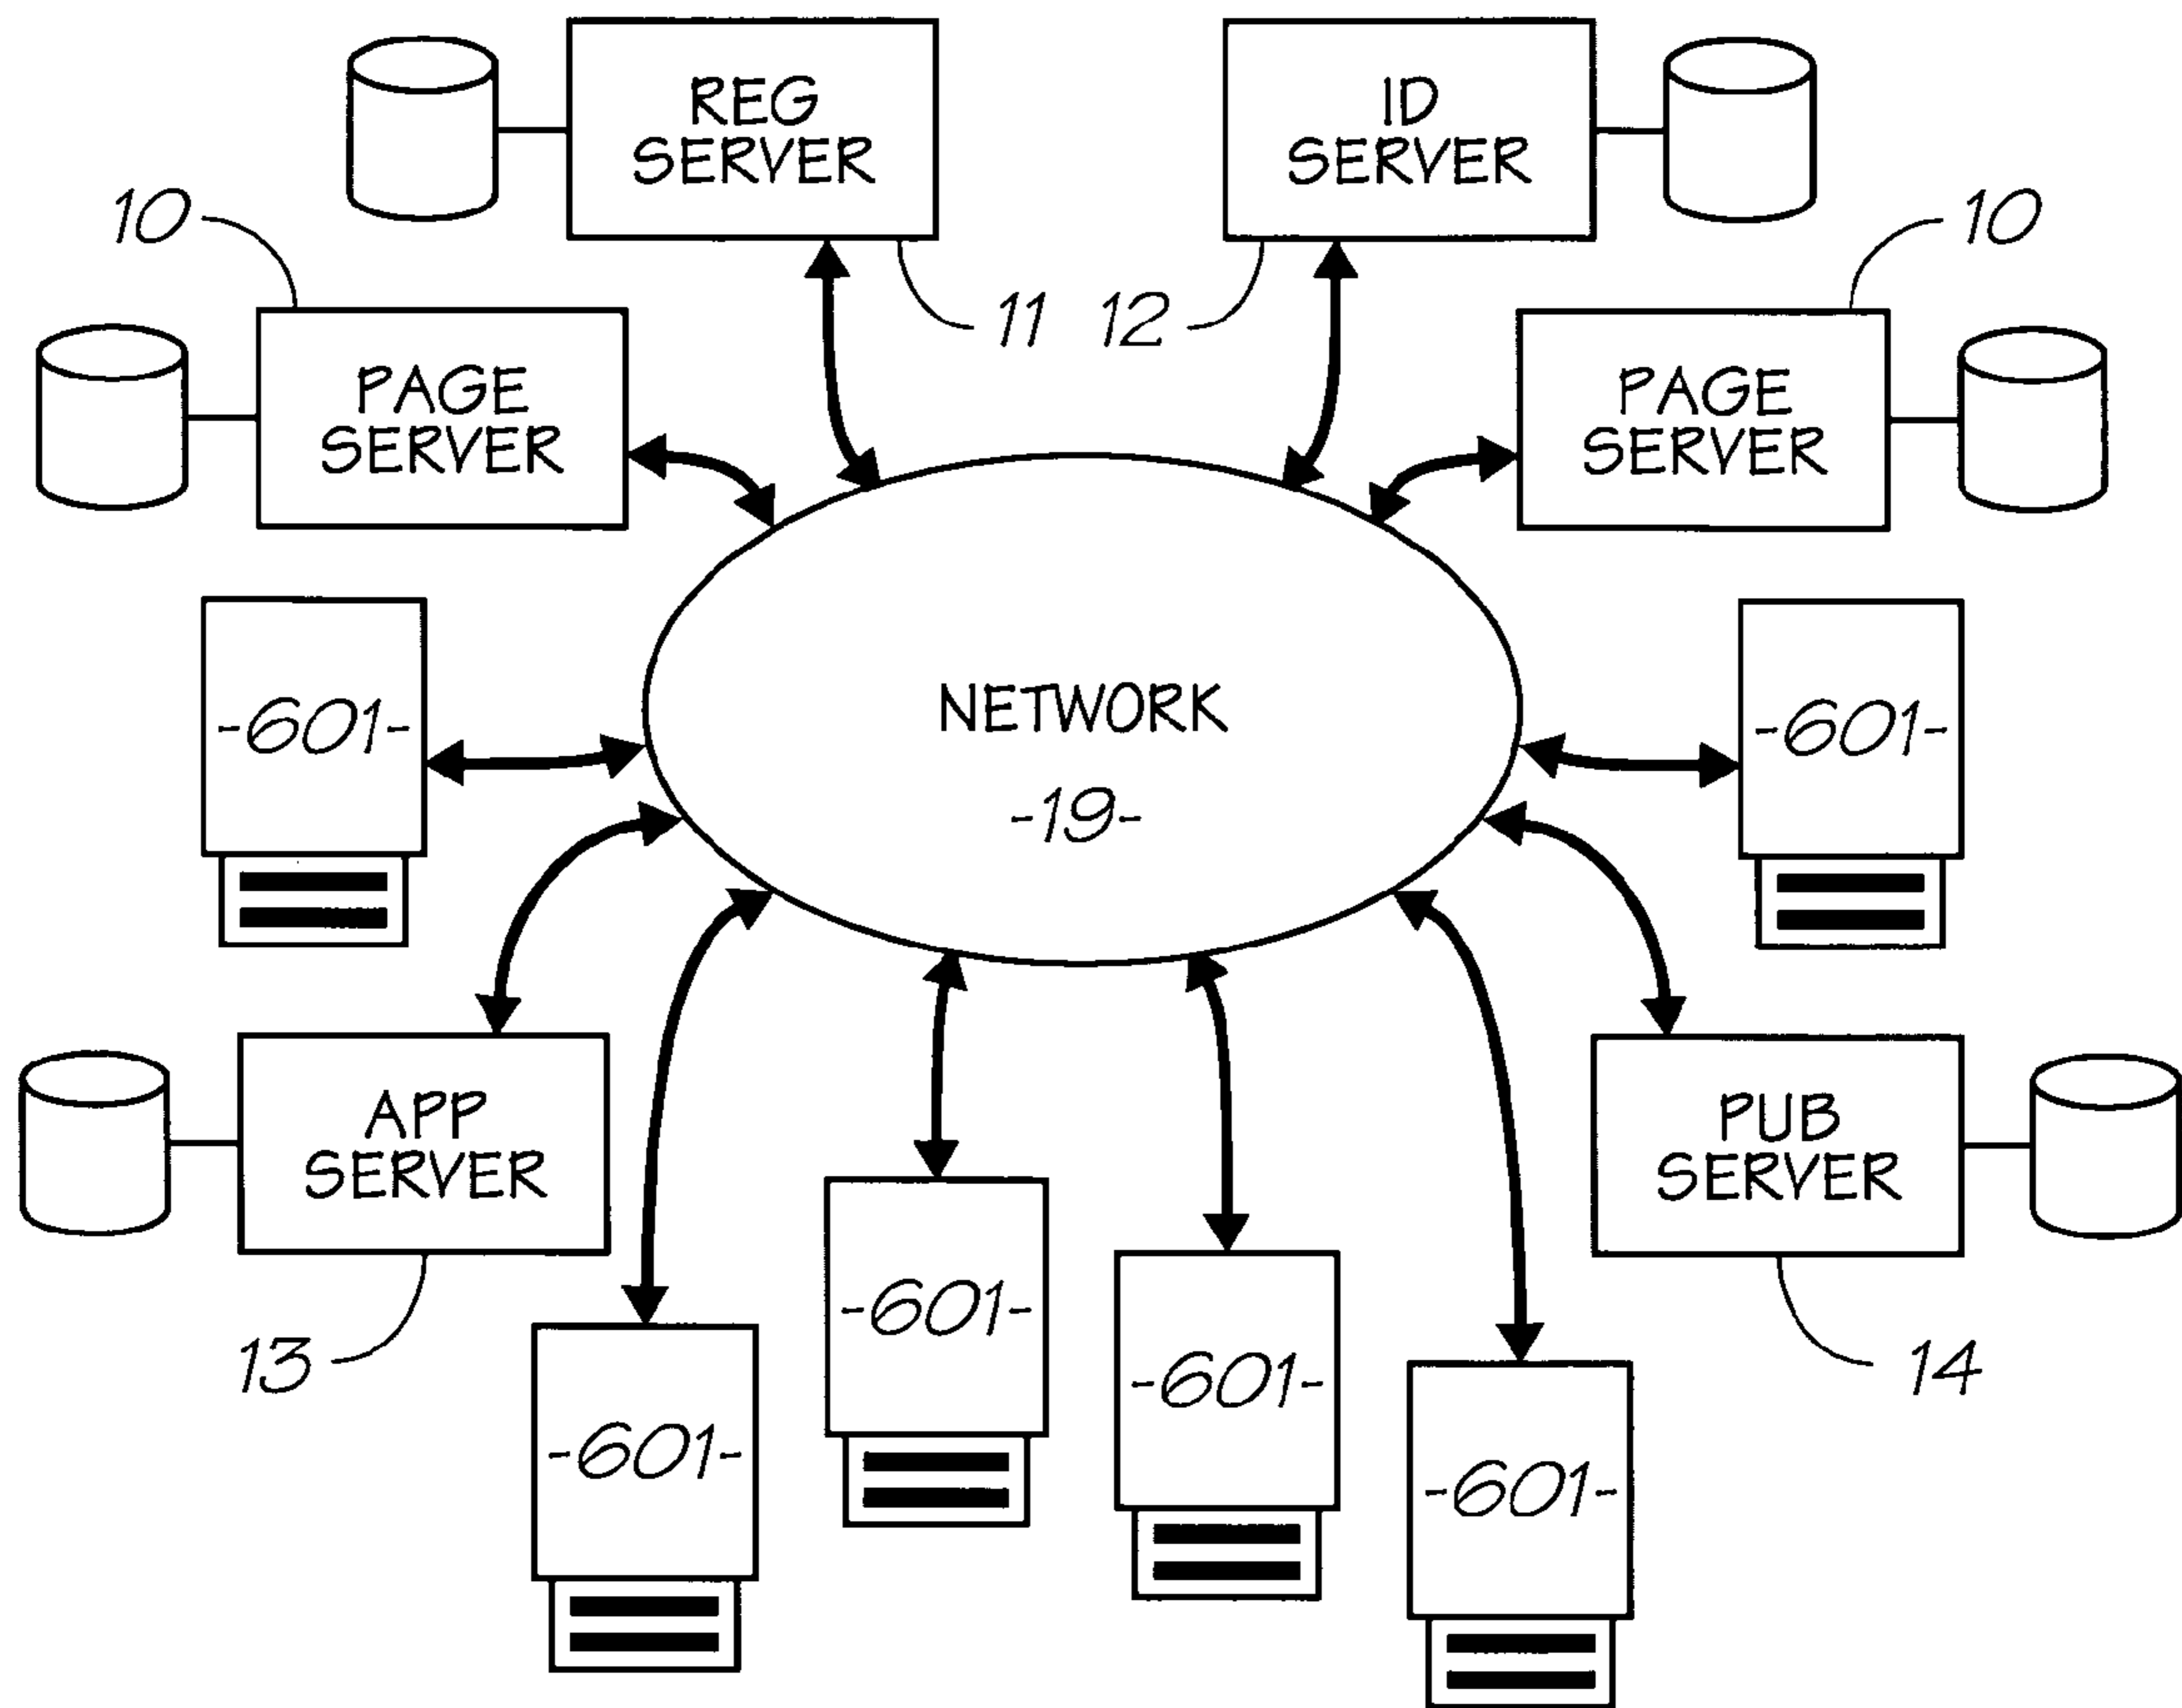 REG
SERVER
ID
SERVER
10
10
11
12
PAGE
SERVER
PAGE
SERVER
-601-
NETWORK
-19-
-601-
APP
SERVER
PUB
SERVER
13
14
-601-
-601-
-601-
-601-